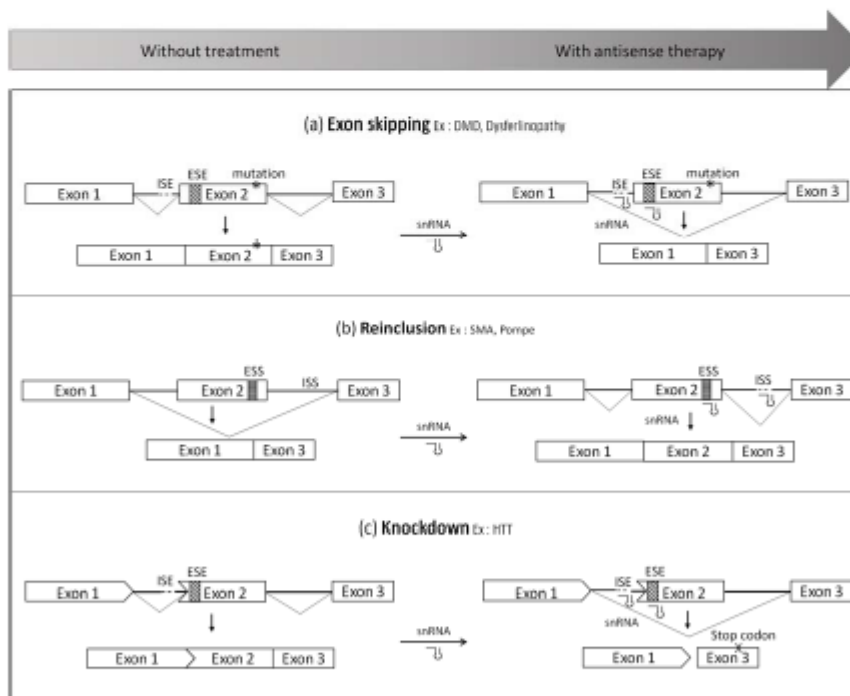 Without treatment With antisense therapy
(a) Exon skipping Ex : DMD, Dysferlinopathy
ESE mutation ESE mutation
ISE ISE
Exon 1 Exon 2 Exon 3 Exon 1 Exon 2 Exon 3
snRNA snRNA
Exon 1 Exon 2 Exon 3 Exon 1 Exon 3
(b) Reinclusion Ex : SMA, Pompe
ESS ISS ESS ISS
Exon 1 Exon 2 Exon 3 Exon 1 Exon 2 Exon 3
snRNA snRNA
Exon 1 Exon 3 Exon 1 Exon 2 Exon 3
(c) Knockdown Ex : HTT
ISE ESE ISE ESE
Exon 1 Exon 2 Exon 3 Exon 1 Exon 2 Exon 3
snRNA snRNA
Stop codon
Exon 1 Exon 2 Exon 3 Exon 1 Exon 3